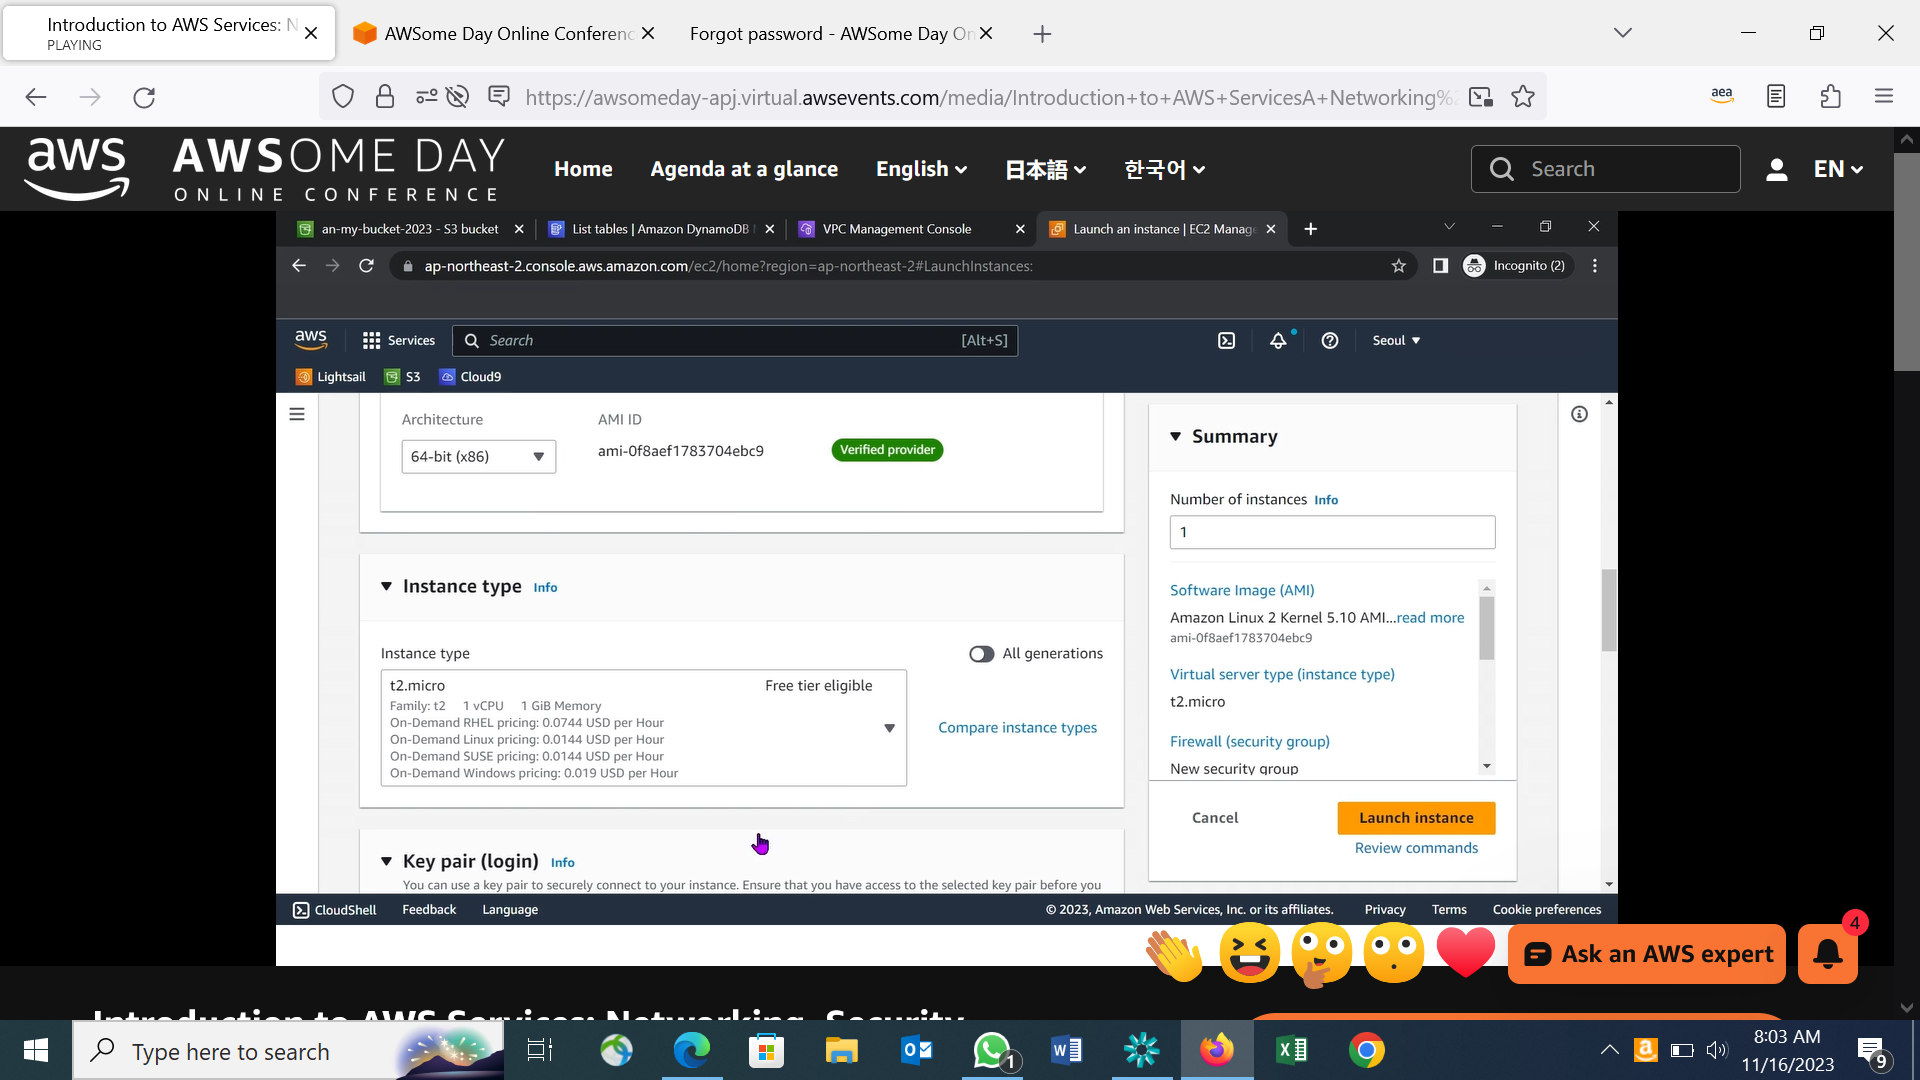 Introduction to AWS Services: N
PLAYING
AWSome Day Online Conferenc
Forgot password - AWSome Day On
https://awsomeday-apj.virtual.awsevents.com/media/Introduction+to+AWS+ServicesA+Networking%2
aea
aws
AWSOME DAY
ONLINE CONFERENCE
Home
Agenda at a glance
English
日本語
한국어
Search
EN
an-my-bucket-2023 - S3 bucket
List tables | Amazon DynamoDB
VPC Management Console
Launch an instance | EC2 Manage
ap-northeast-2.console.aws.amazon.com/ec2/home?region=ap-northeast-2#LaunchInstances:
Incognito (2)
aws
Services
Search
[Alt+S]
Seoul
Lightsail
S3
Cloud9
Architecture
AMI ID
64-bit (x86)
ami-0f8aef1783704ebc9
Verified provider
Instance type Info
Instance type
All generations
t2.micro
Free tier eligible
Family: t2 1 vCPU 1 GiB Memory
On-Demand RHEL pricing: 0.0744 USD per Hour
On-Demand Linux pricing: 0.0144 USD per Hour
On-Demand SUSE pricing: 0.0144 USD per Hour
On-Demand Windows pricing: 0.019 USD per Hour
Compare instance types
Key pair (login) Info
You can use a key pair to securely connect to your instance. Ensure that you have access to the selected key pair before you
Summary
Number of instances Info
1
Software Image (AMI)
Amazon Linux 2 Kernel 5.10 AMI...read more
ami-0f8aef1783704ebc9
Virtual server type (instance type)
t2.micro
Firewall (security group)
New security group
Cancel
Launch instance
Review commands
CloudShell
Feedback
Language
© 2023, Amazon Web Services, Inc. or its affiliates.
Privacy
Terms
Cookie preferences
Ask an AWS expert
4
Introduction to AWS Services: Networking, Security
Type here to search
1
8:03 AM
11/16/2023
9